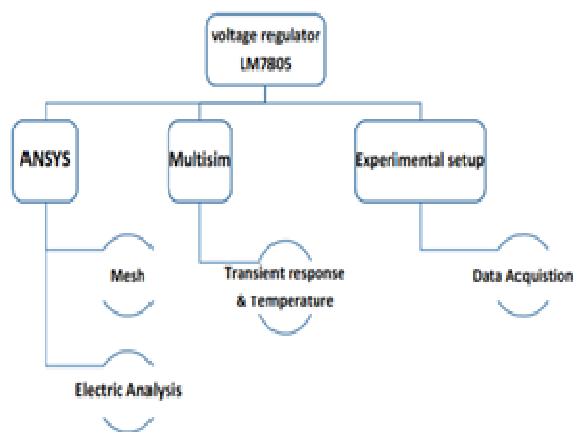 voltage regulator
LM7805
ANSYS
Multisim
Experimental setup
Mesh
Transient response
& Temperature
Data Acquistion
Electric Analysis